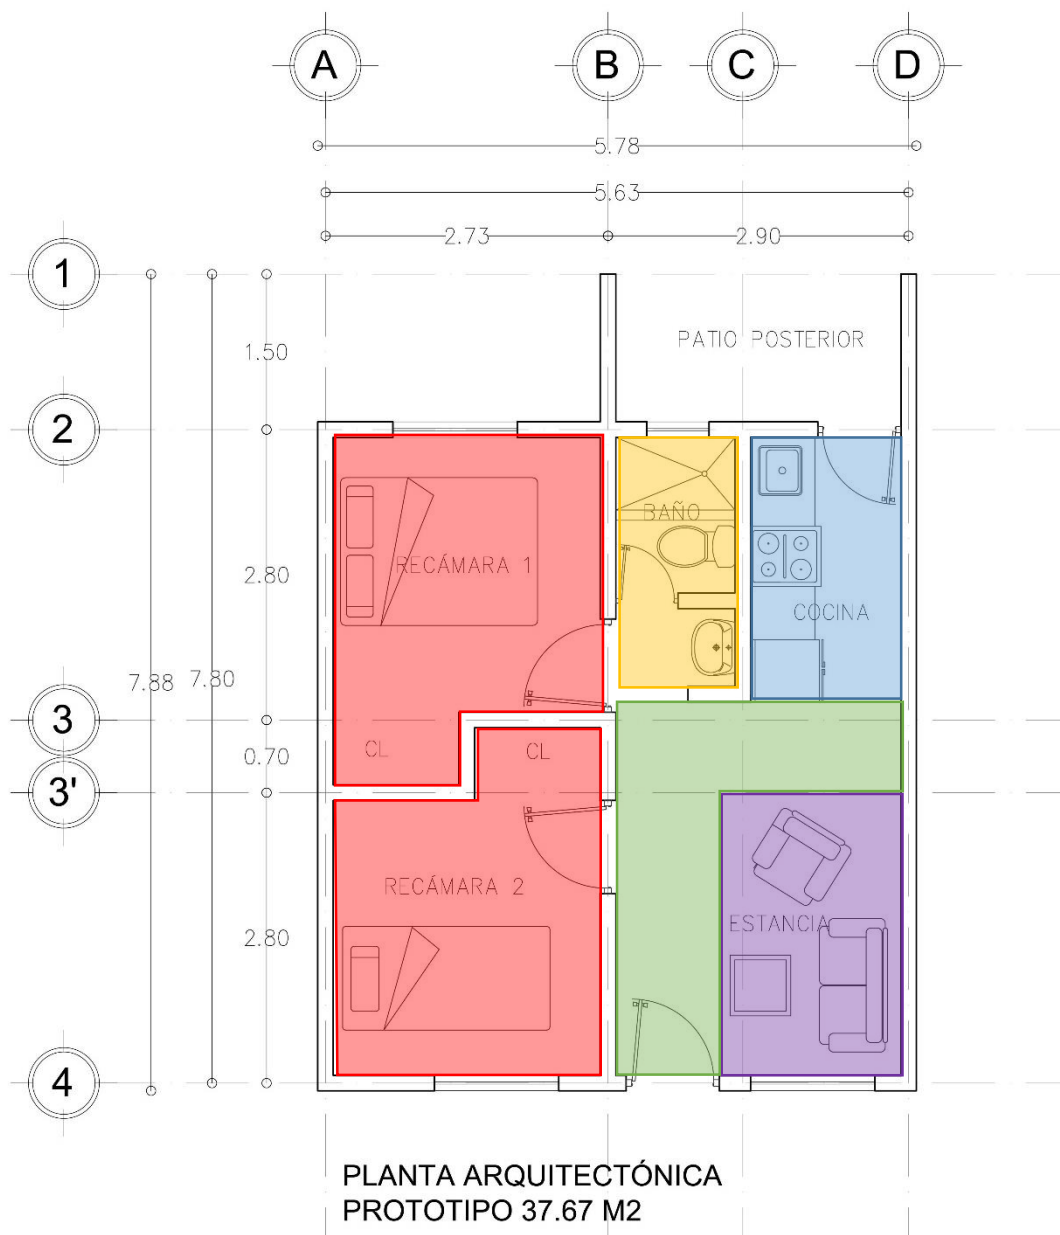 A B C D
5.78
5.63
2.73 2.90
1
1.50
PATIO POSTERIOR
2
BAÑO
RECÁMARA 1
2.80
COCINA
7.88 7.80
3
0.70
CL CL
3'
RECÁMARA 2
ESTANCIA
2.80
4
PLANTA ARQUITECTÓNICA
PROTOTIPO 37.67 M2